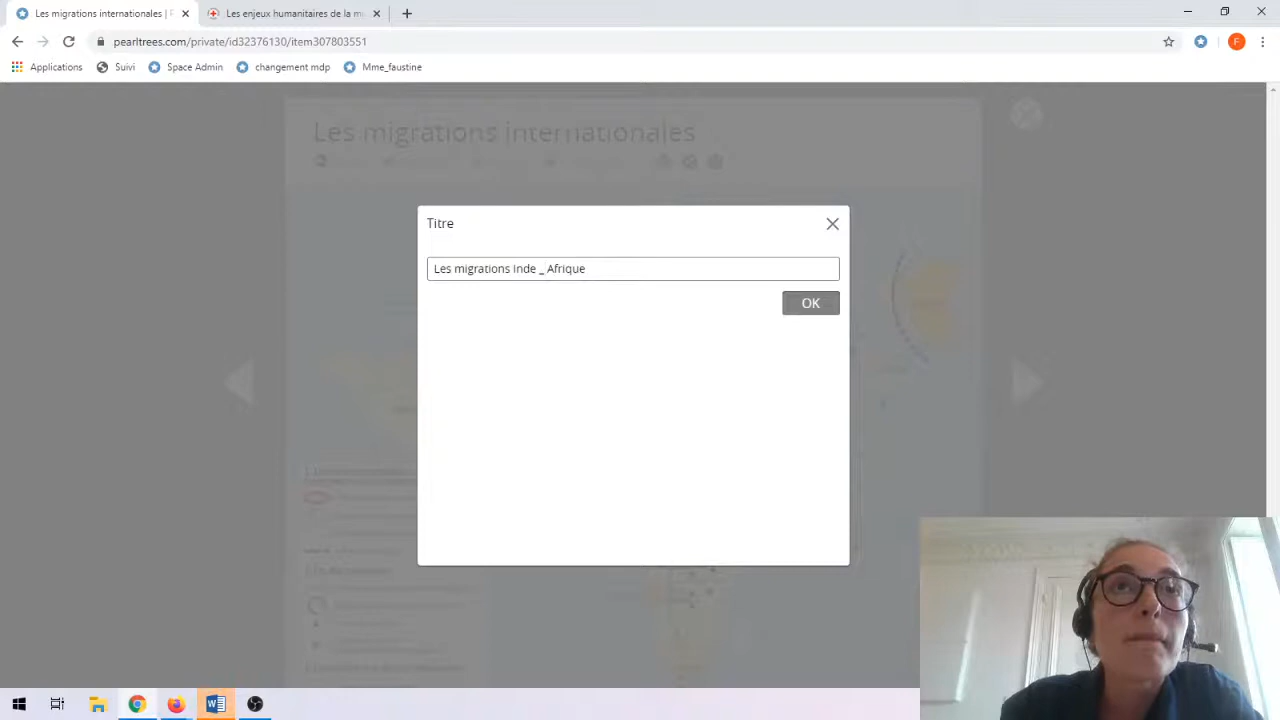 Les migrations internationales | P
Les enjeux humanitaires de la m
pearltrees.com/private/id32376130/item307803551
F
Applications
Suivi
Space Admin
changement mdp
Mme_faustine
Les migrations internationales
Titre
Les migrations Inde _ Afrique
OK